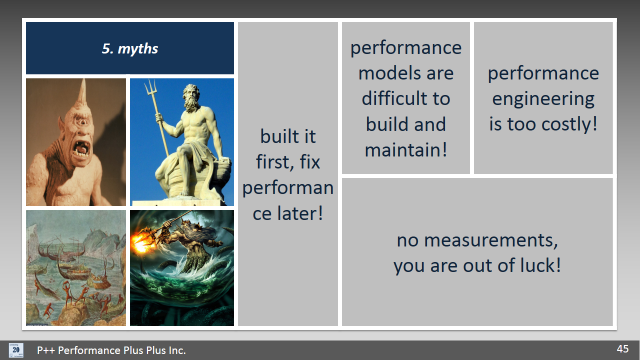 5. myths
built it
first, fix
performan
ce later!
performance
models are
difficult to
build and
maintain!
performance
engineering
is too costly!
no measurements,
you are out of luck!
20
P++ Performance Plus Plus Inc.
45